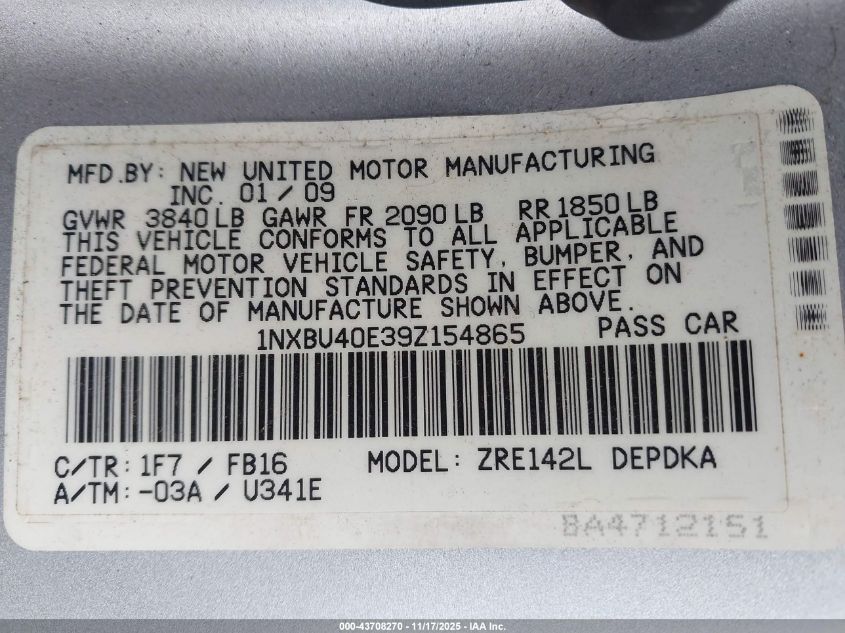 MFD.BY: NEW UNITED MOTOR MANUFACTURING
INC. 01 / 09
GVWR 3840 LB GAWR FR 2090 LB RR 1850 LB
THIS VEHICLE CONFORMS TO ALL APPLICABLE
FEDERAL MOTOR VEHICLE SAFETY, BUMPER, AND
THEFT PREVENTION STANDARDS IN EFFECT ON
THE DATE OF MANUFACTURE SHOWN ABOVE.
1NXBU40E39Z154865 PASS CAR
C/TR: 1F7 / FB16 MODEL: ZRE142L DEPDKA
A/TM: -03A / U341E
BA4712151
000-43708270 - 11/17/2025 - IAA Inc.